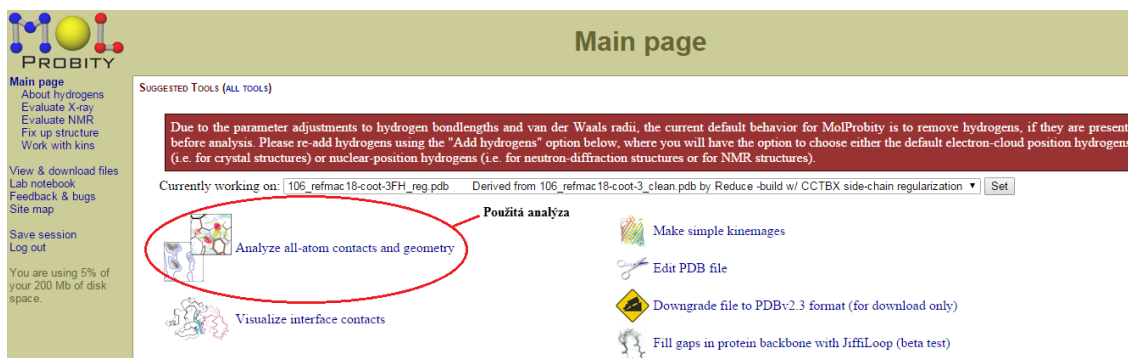 MOL
PROBITY
Main page
Main page
About hydrogens
Evaluate X-ray
Evaluate NMR
Fix up structure
Work with kins
View & download files
Lab notebook
Feedback & bugs
Site map
Save session
Log out
You are using 5% of
your 200 Mb of disk
space.
SUGGESTED TOOLS (ALL TOOLS)
Due to the parameter adjustments to hydrogen bondlengths and van der Waals radii, the current default behavior for MolProbity is to remove hydrogens, if they are present
before analysis. Please re-add hydrogens using the "Add hydrogens" option below, where you will have the option to choose either the default electron-cloud position hydrogens
(i.e. for crystal structures) or nuclear-position hydrogens (i.e. for neutron-diffraction structures or for NMR structures).
Currently working on: 106_refmac18-coot-3FH_reg.pdb Derived from 106_refmac18-coot-3_clean.pdb by Reduce -build w/ CCTBX side-chain regularization Set
Použitá analýza
Analyze all-atom contacts and geometry
Visualize interface contacts
Make simple kinemages
Edit PDB file
Downgrade file to PDBv2.3 format (for download only)
Fill gaps in protein backbone with JiffiLoop (beta test)